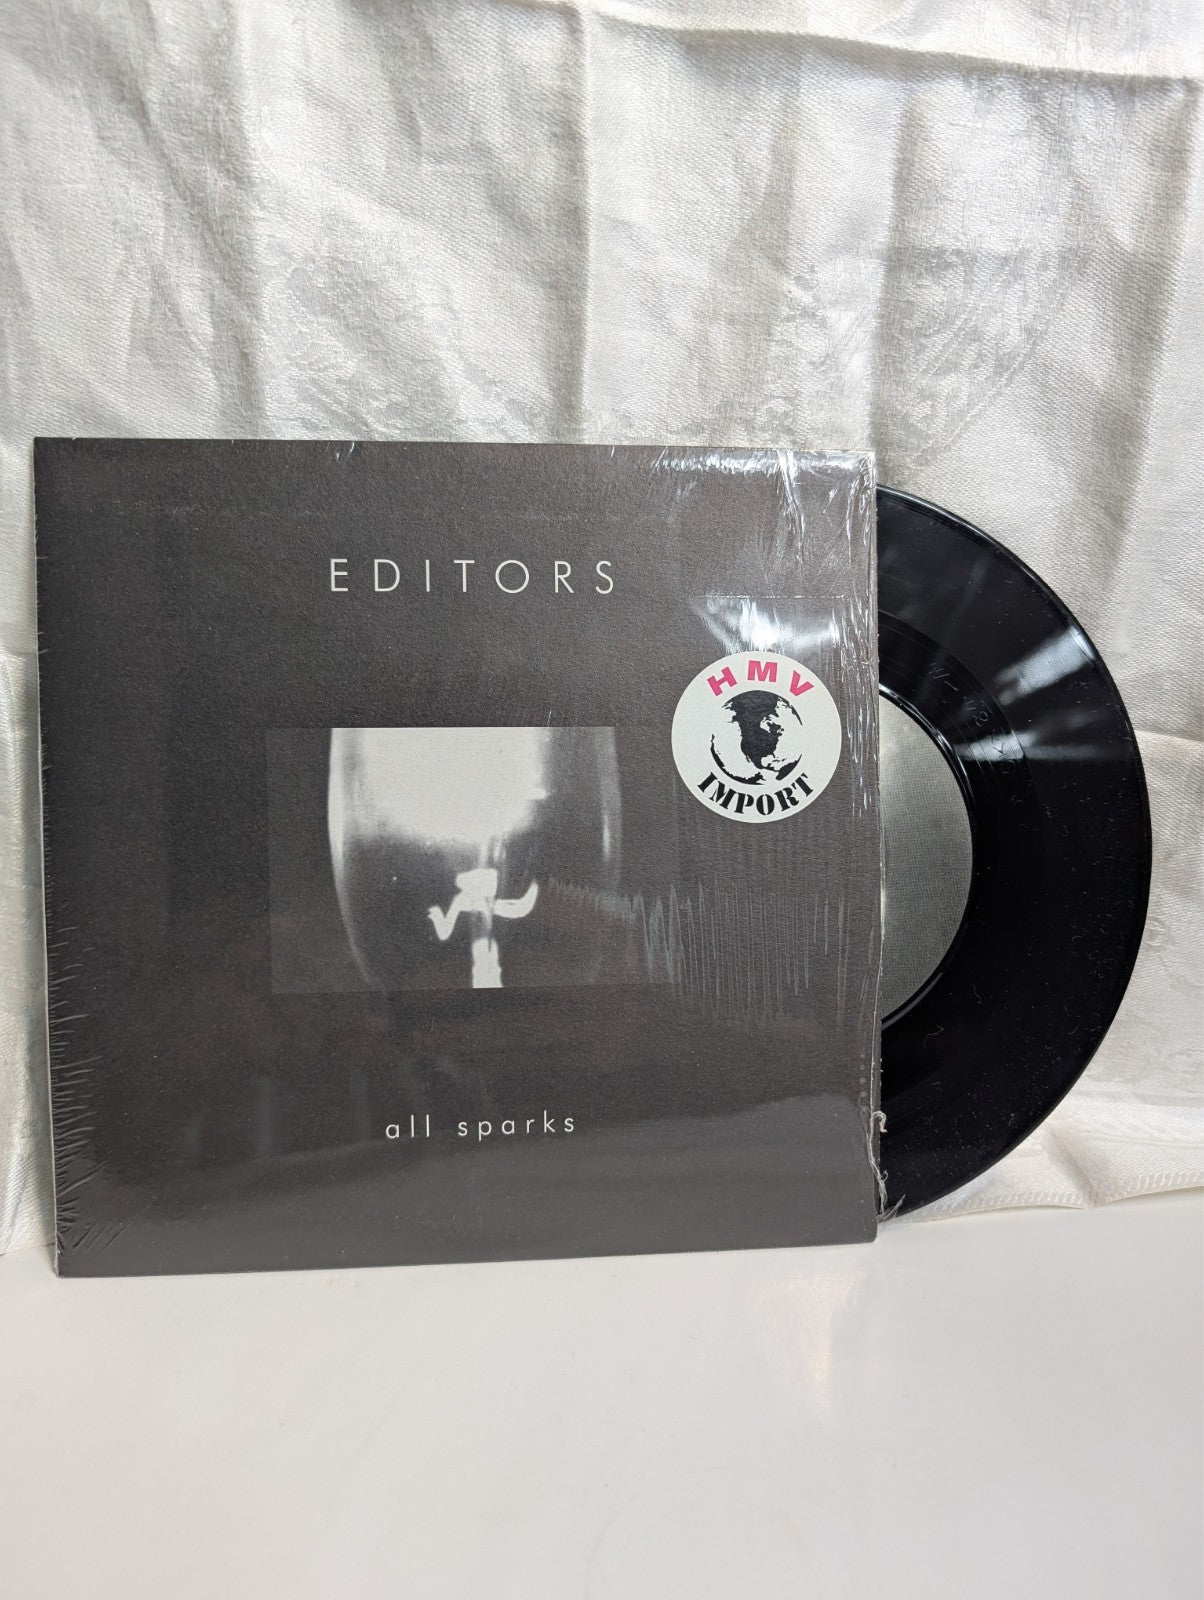 EDITORS
HMV
IMPORT
all sparks